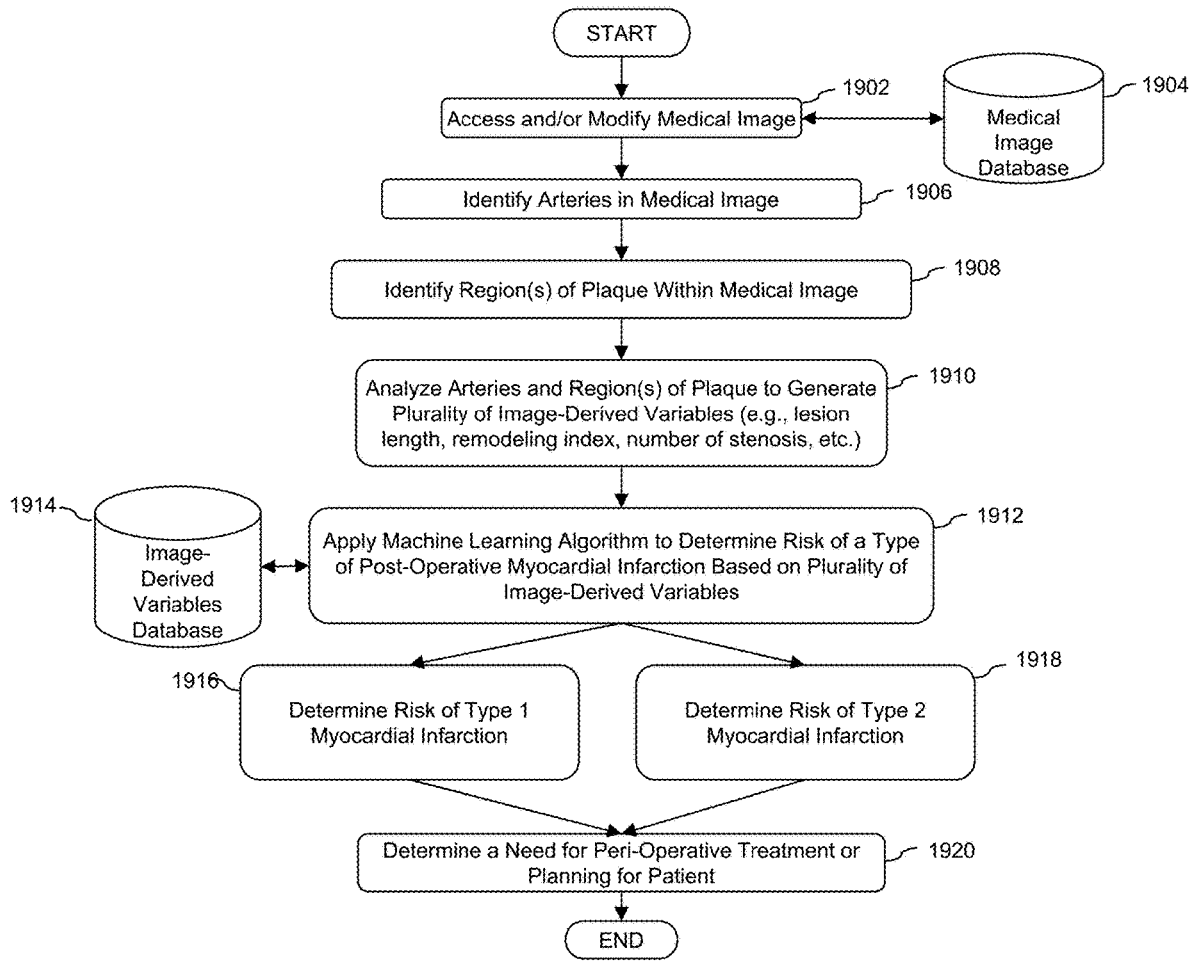 START
1902
1904
Access and/or Modify Medical Image
Medical
Image
Database
Identify Arteries in Medical Image
1906
Identify Region(s) of Plaque Within Medical Image
1908
Analyze Arteries and Region(s) of Plaque to Generate
Plurality of Image-Derived Variables (e.g., lesion
length, remodeling index, number of stenosis, etc.)
1910
1914
Image-
Derived
Variables
Database
1912
Apply Machine Learning Algorithm to Determine Risk of a Type
of Post-Operative Myocardial Infarction Based on Plurality of
Image-Derived Variables
1916
Determine Risk of Type 1
Myocardial Infarction
1918
Determine Risk of Type 2
Myocardial Infarction
Determine a Need for Peri-Operative Treatment or
Planning for Patient
1920
END